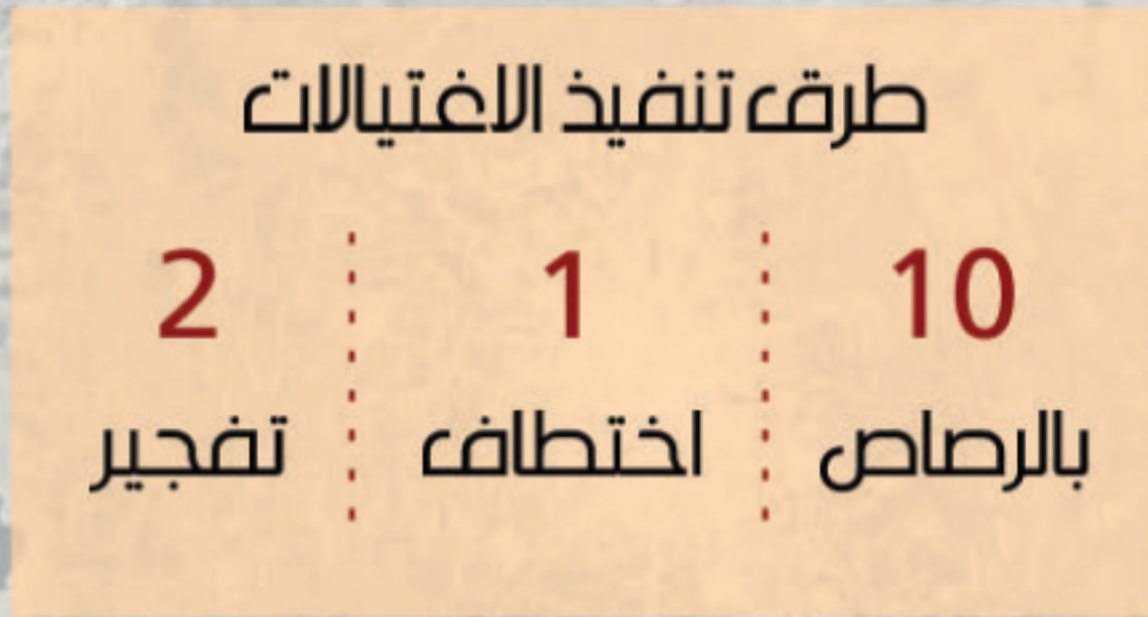 طرق تنفيذ الاغتيالات
10 1 2
بالرصاص اختطاف تفجير